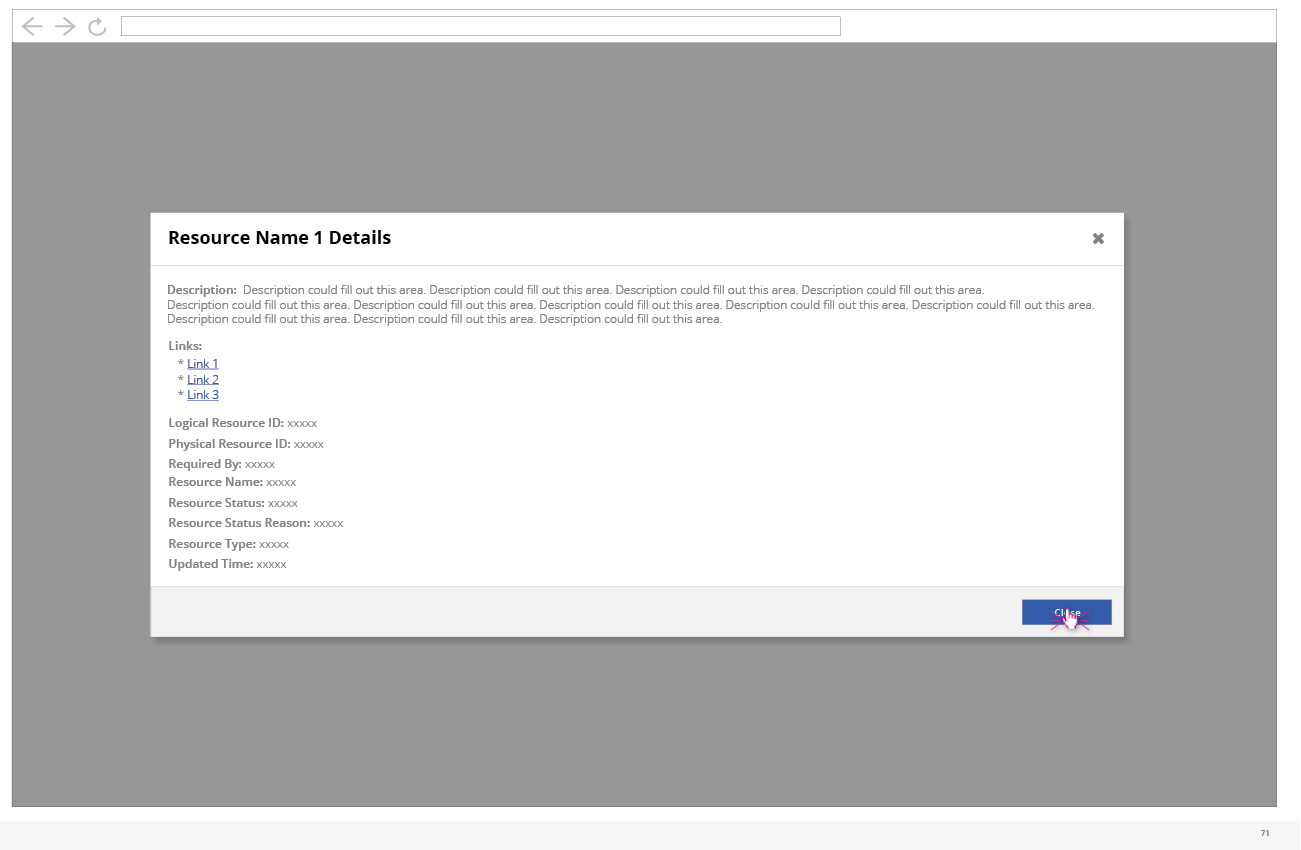 Resource Name 1 Details
Description: Description could fill out this area. Description could fill out this area. Description could fill out this area. Description could fill out this area.
Description could fill out this area. Description could fill out this area. Description could fill out this area. Description could fill out this area. Description could fill out this area.
Description could fill out this area. Description could fill out this area. Description could fill out this area.
Links:
* Link 1
* Link 2
* Link 3
Logical Resource ID: xxxxx
Physical Resource ID: xxxxx
Required By: xxxxx
Resource Name: xxxxx
Resource Status: xxxxx
Resource Status Reason: xxxxx
Resource Type: xxxxx
Updated Time: xxxxx
Close
71